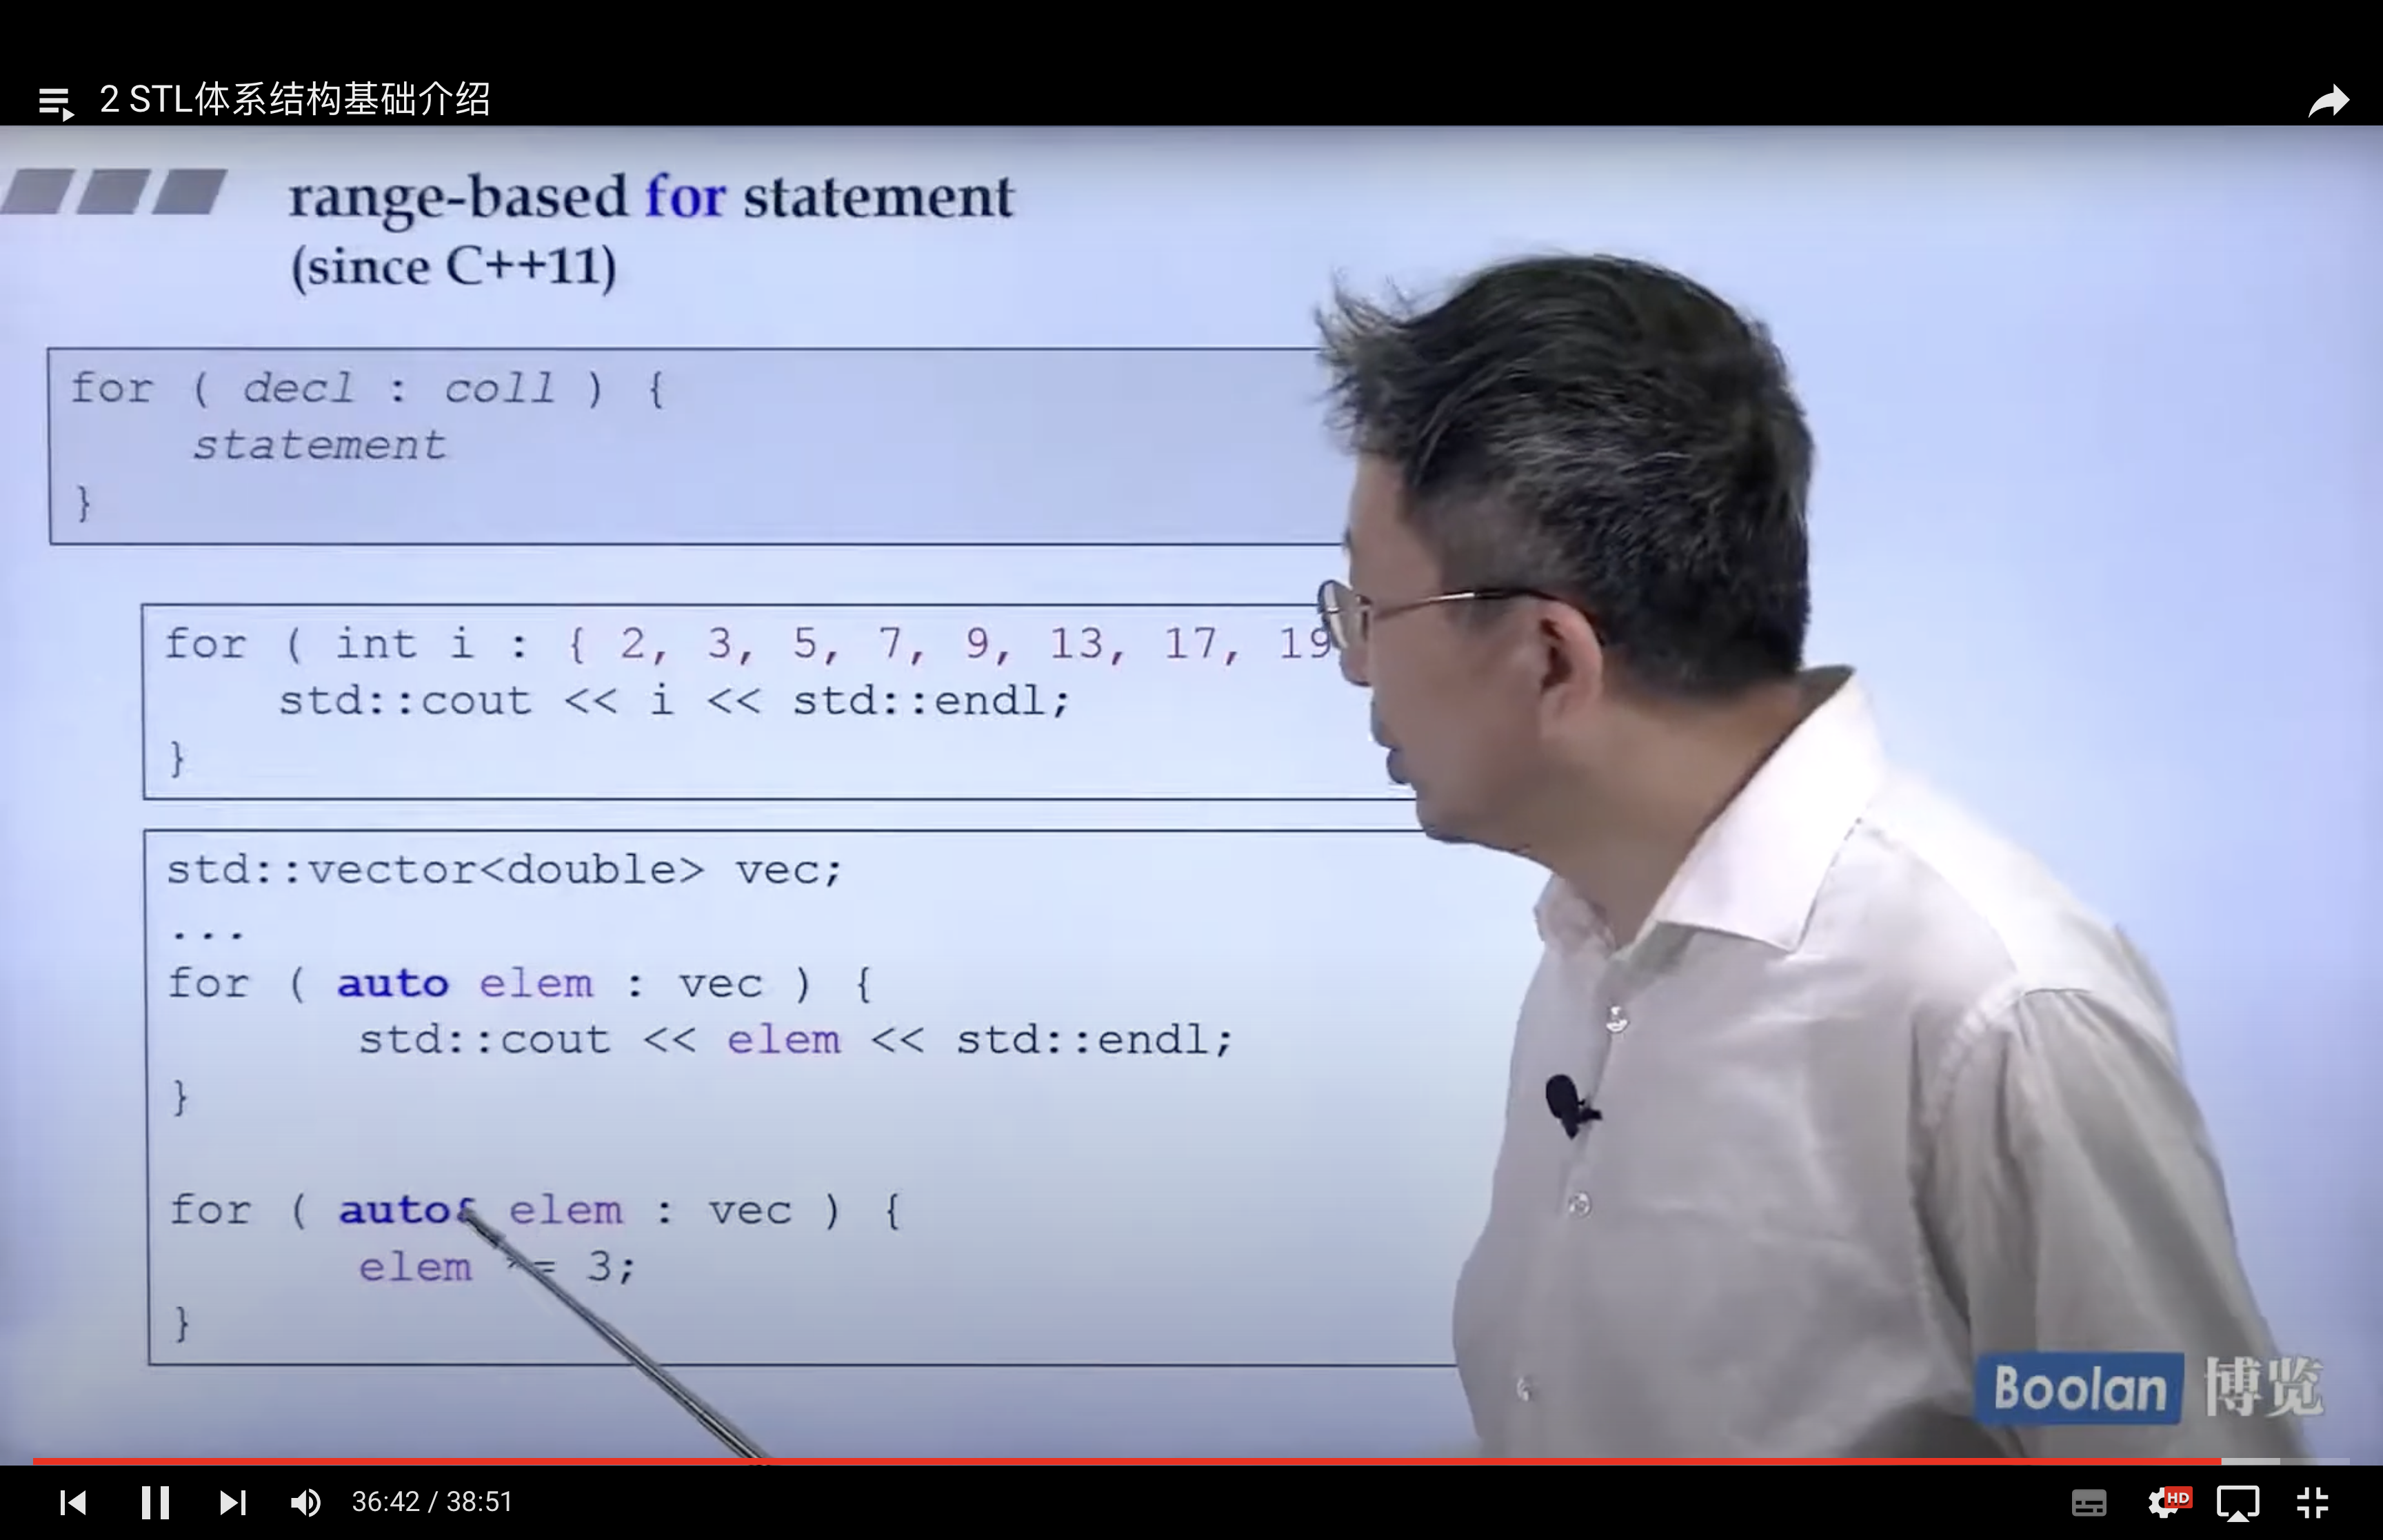 2 STL体系结构基础介绍
range-based for statement
(since C++11)
for ( decl : coll ) {
statement
}
for ( int i : { 2, 3, 5, 7, 9, 13, 17, 19
std::cout << i << std::endl;
}
std::vector<double> vec;
...
for ( auto elem : vec ) {
std::cout << elem << std::endl;
}
for ( auto& elem : vec ) {
elem *= 3;
}
Boolan 博览
36:42 / 38:51
HD